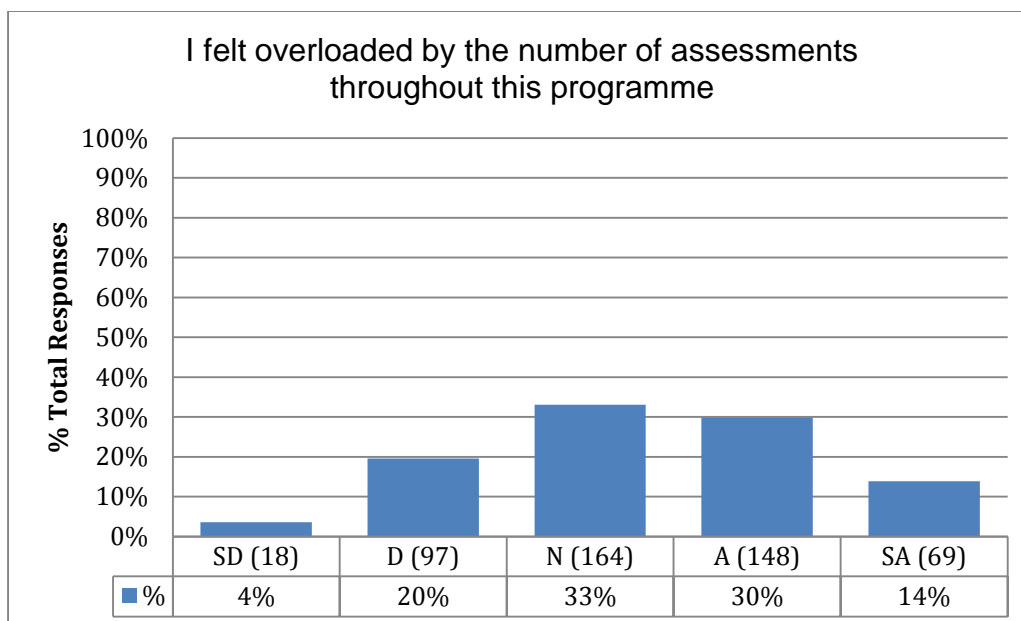 I felt overloaded by the number of assessments
throughout this programme
% Total Responses
100%
90%
80%
70%
60%
50%
40%
30%
20%
10%
0%
SD (18) D (97) N (164) A (148) SA (69)
% 4% 20% 33% 30% 14%